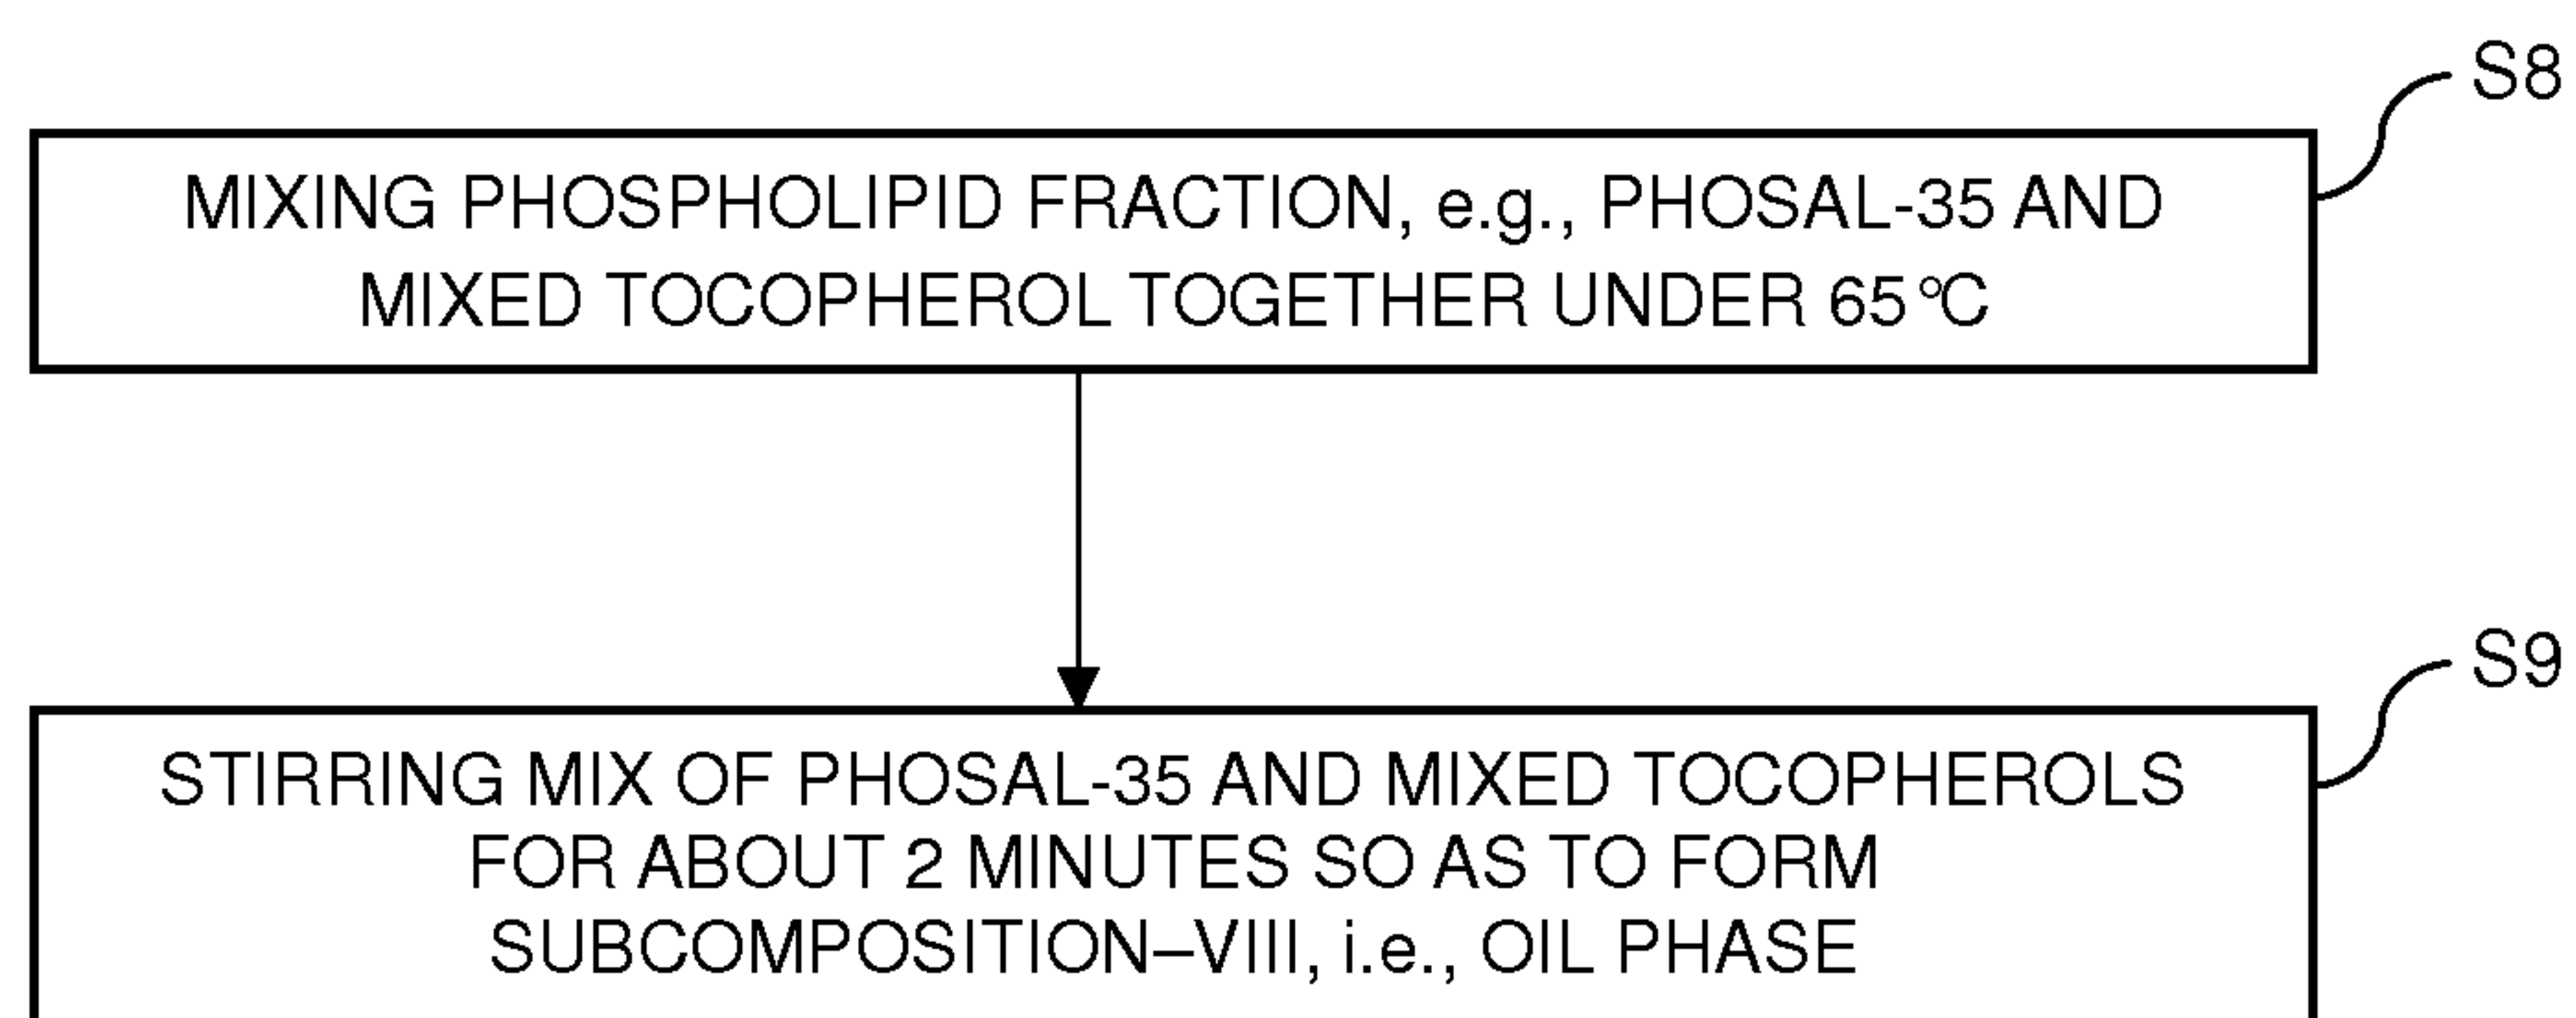 S8
MIXING PHOSPHOLIPID FRACTION, e.g., PHOSAL-35 AND
MIXED TOCOPHEROL TOGETHER UNDER 65°C
S9
STIRRING MIX OF PHOSAL-35 AND MIXED TOCOPHEROLS
FOR ABOUT 2 MINUTES SO AS TO FORM
SUBCOMPOSITION–VIII, i.e., OIL PHASE